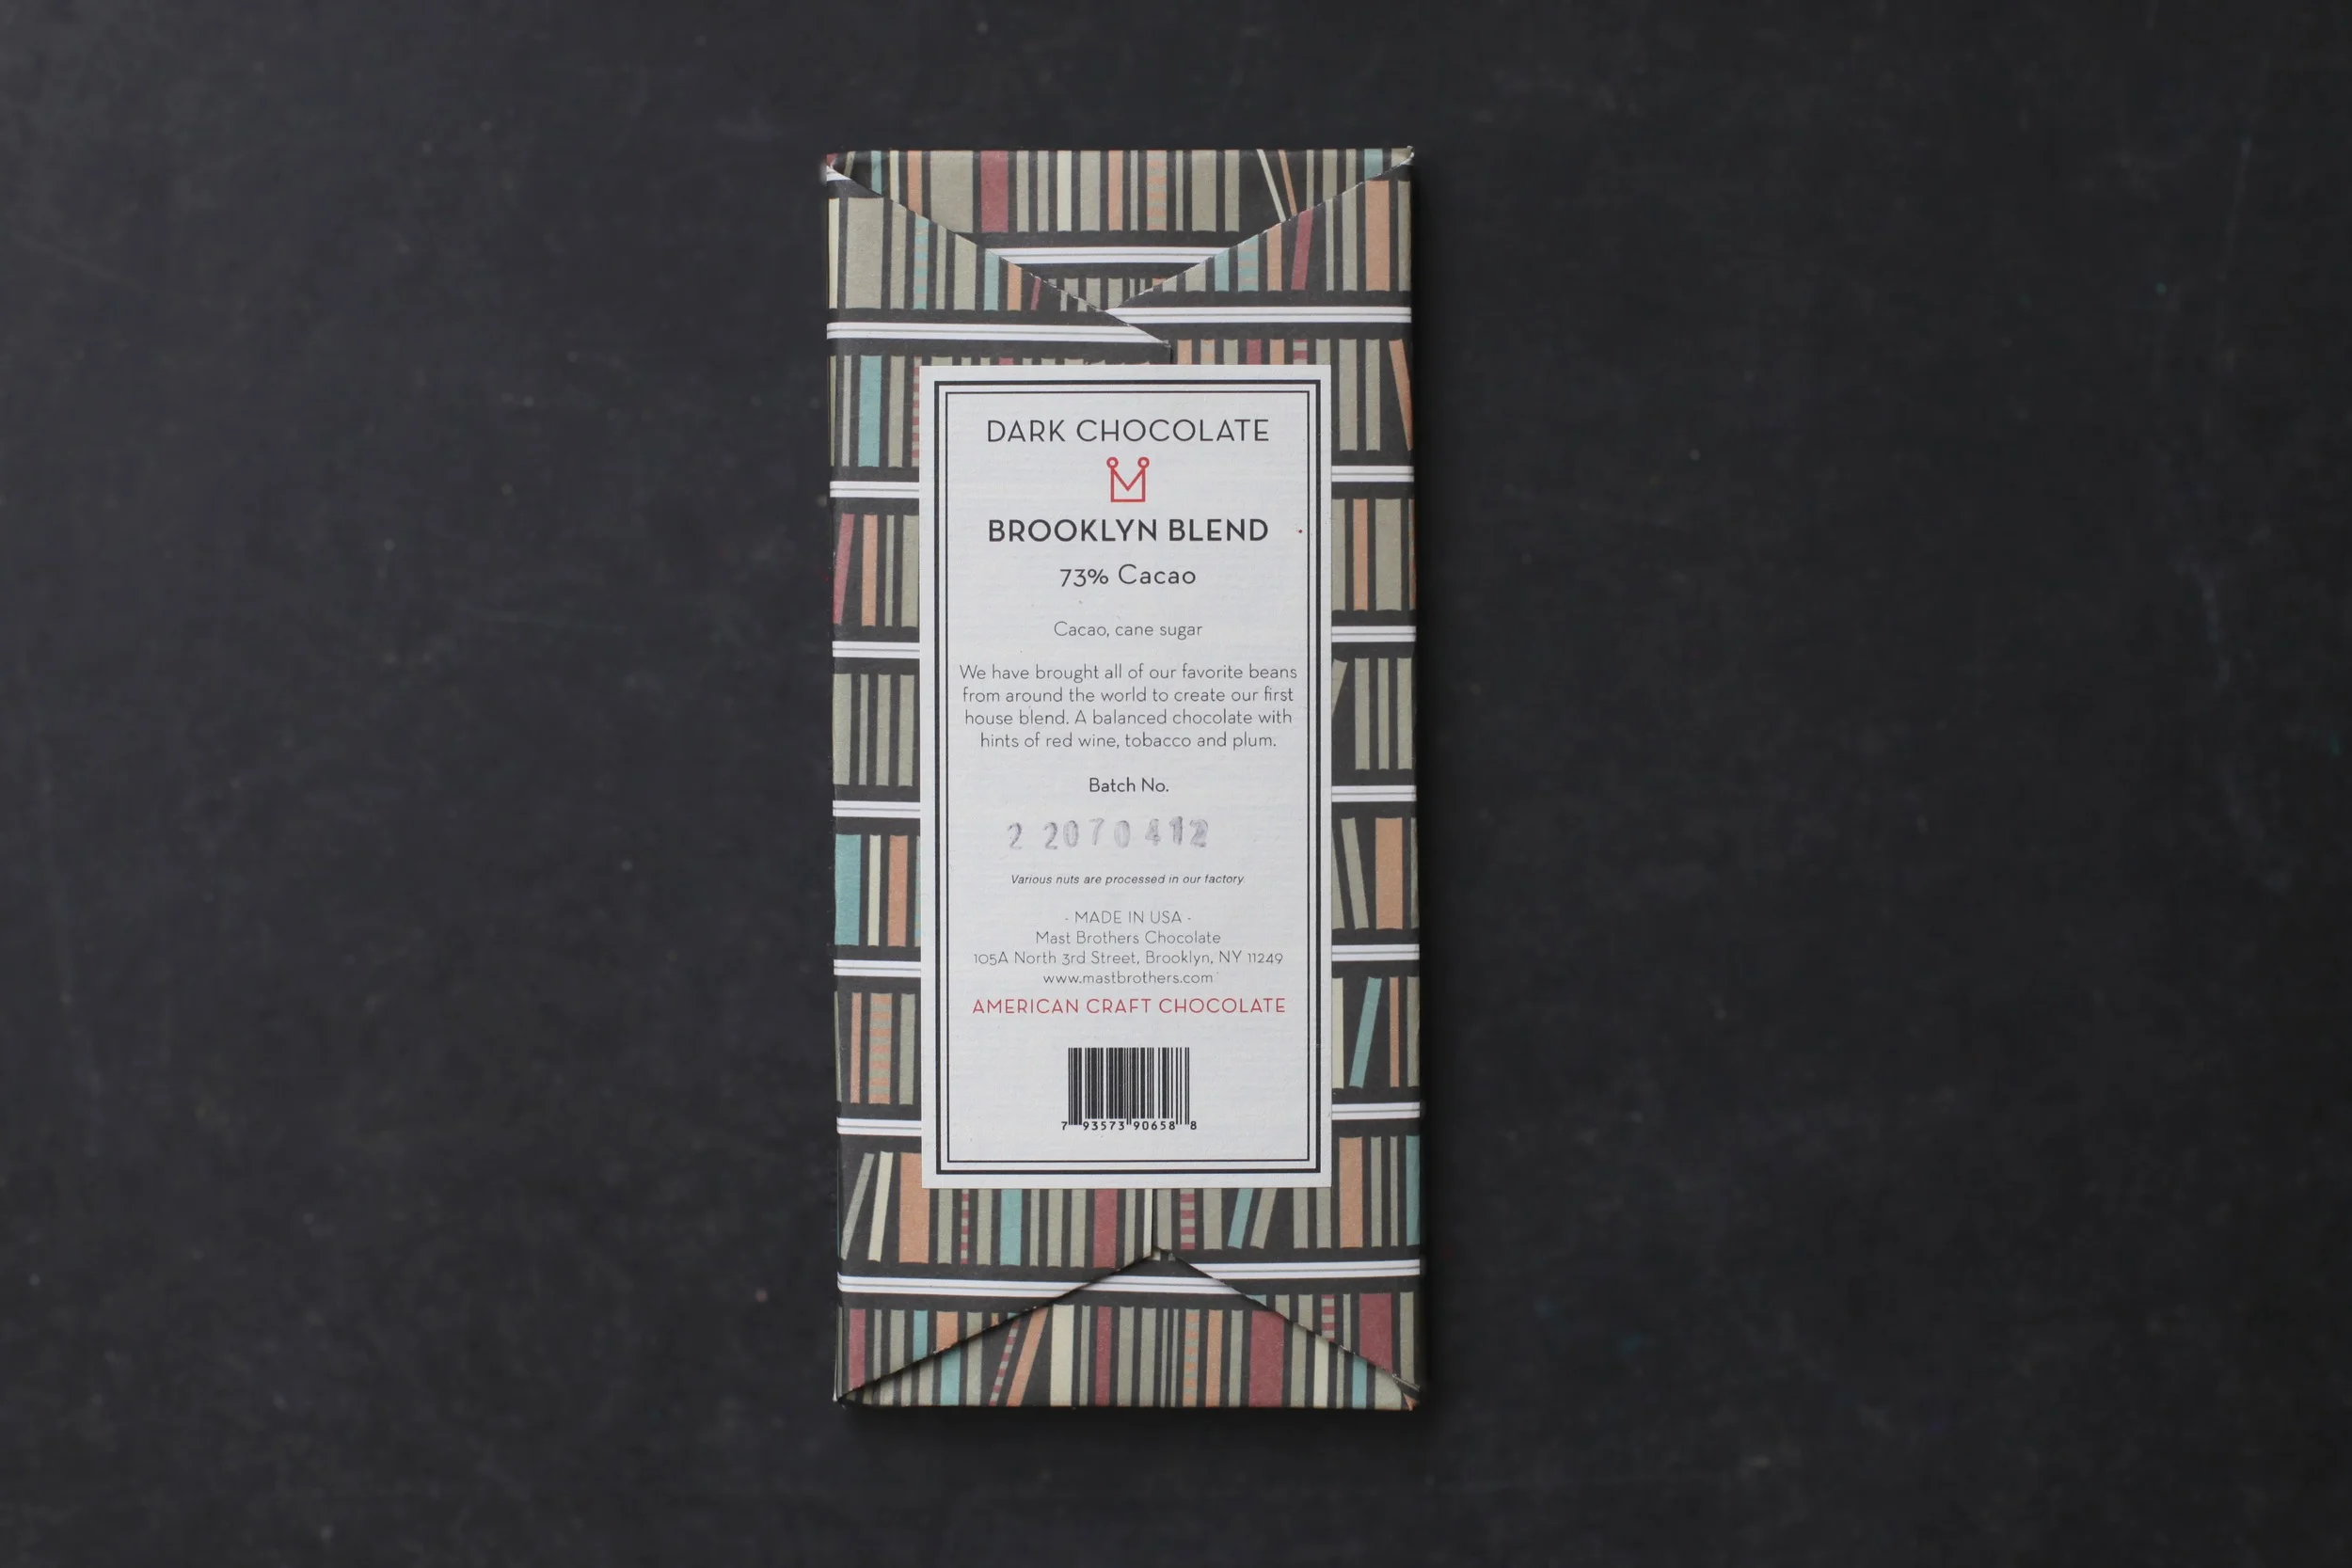 DARK CHOCOLATE
BROOKLYN BLEND
73% Cacao
Cacao, cane sugar
We have brought all of our favorite beans
from around the world to create our first
house blend. A balanced chocolate with
hints of red wine, tobacco and plum.
Batch No.
2 2070412
Various nuts are processed in our factory
- MADE IN USA -
Mast Brothers Chocolate
105A North 3rd Street, Brooklyn, NY 11249
www.mastbrothers.com
AMERICAN CRAFT CHOCOLATE
7 93573 90658 8